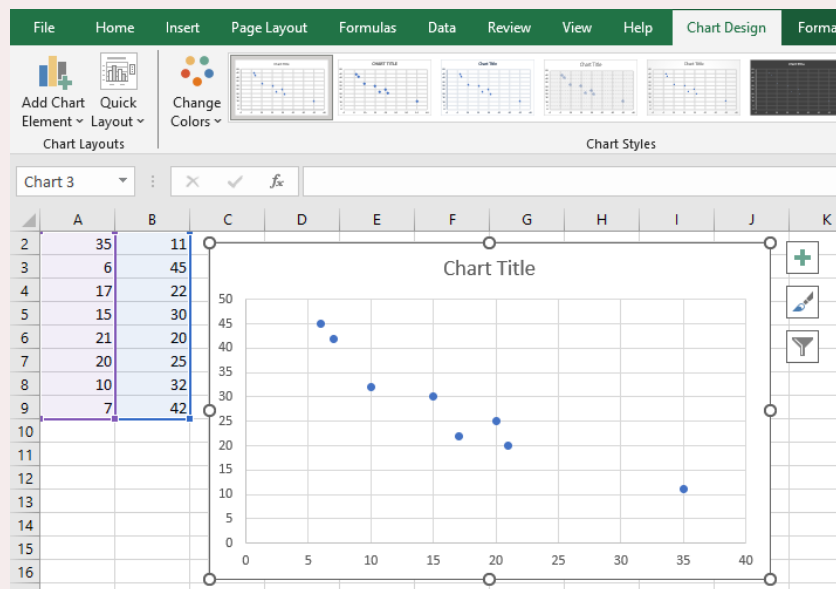 File Home Insert Page Layout Formulas Data Review View Help Chart Design Forma
Add Chart Element
Quick Layout
Change Colors
Chart Layouts
Chart Styles
Chart 3
fx
A B C D E F G H I J K
2 35 11
3 6 45
4 17 22
5 15 30
6 21 20
7 20 25
8 10 32
9 7 42
10
11
12
13
14
15
16
Chart Title
50
45
40
35
30
25
20
15
10
5
0
0 5 10 15 20 25 30 35 40